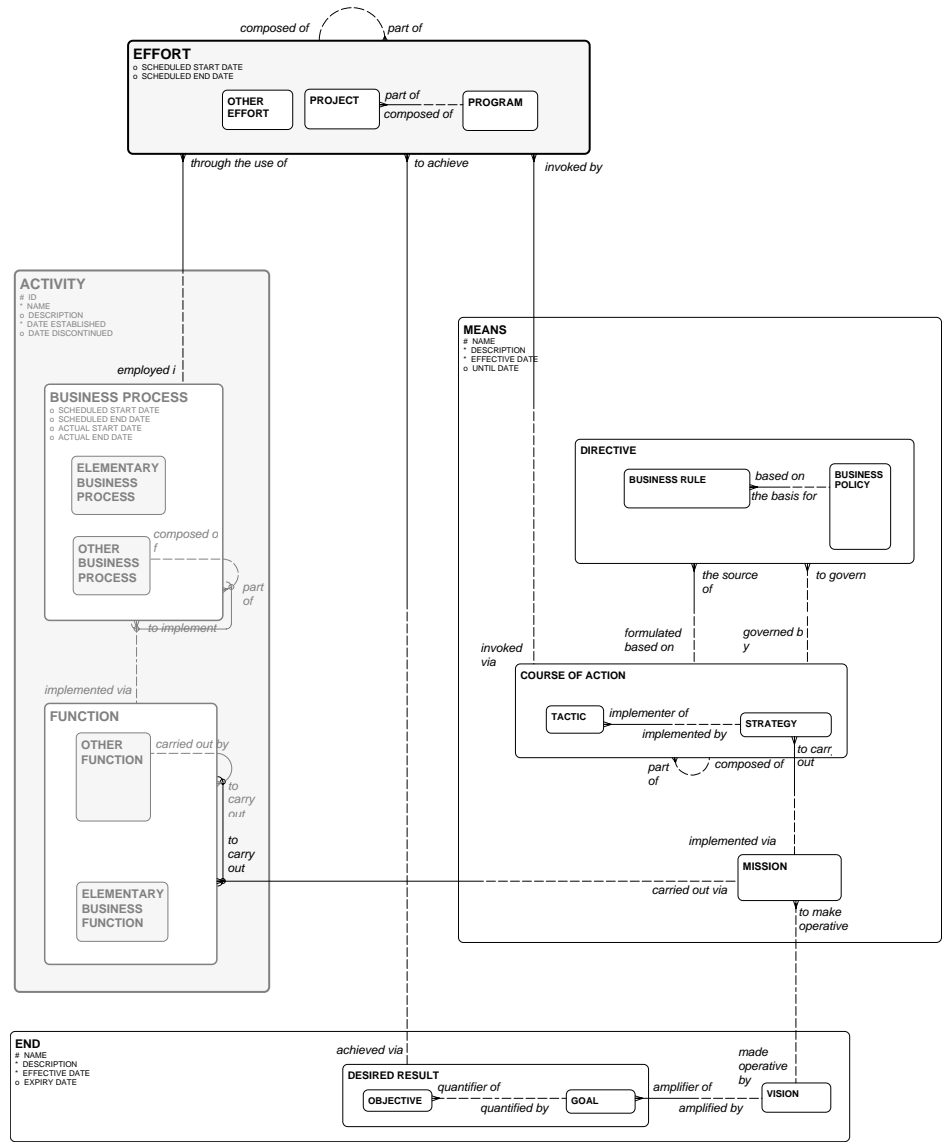 composed of
part of
EFFORT
o SCHEDULED START DATE
o SCHEDULED END DATE
OTHER
EFFORT
PROJECT
part of
composed of
PROGRAM
through the use of
to achieve
invoked by
ACTIVITY
# ID
* NAME
o DESCRIPTION
* DATE ESTABLISHED
o DATE DISCONTINUED
employed i
BUSINESS PROCESS
o SCHEDULED START DATE
o SCHEDULED END DATE
o ACTUAL START DATE
o ACTUAL END DATE
ELEMENTARY
BUSINESS
PROCESS
composed o
f
OTHER
BUSINESS
PROCESS
part
of
to implement
implemented via
FUNCTION
OTHER
FUNCTION
carried out by
to
carry
out
to
carry
out
ELEMENTARY
BUSINESS
FUNCTION
MEANS
# NAME
* DESCRIPTION
* EFFECTIVE DATE
o UNTIL DATE
DIRECTIVE
BUSINESS RULE
based on
the basis for
BUSINESS
POLICY
the source
of
to govern
formulated
based on
governed b
y
invoked
via
COURSE OF ACTION
TACTIC
implementer of
implemented by
STRATEGY
part
of
composed of
to carr
out
implemented via
MISSION
carried out via
to make
operative
END
# NAME
* DESCRIPTION
* EFFECTIVE DATE
o EXPIRY DATE
achieved via
DESIRED RESULT
OBJECTIVE
quantifier of
quantified by
GOAL
amplifier of
amplified by
made
operative
by
VISION